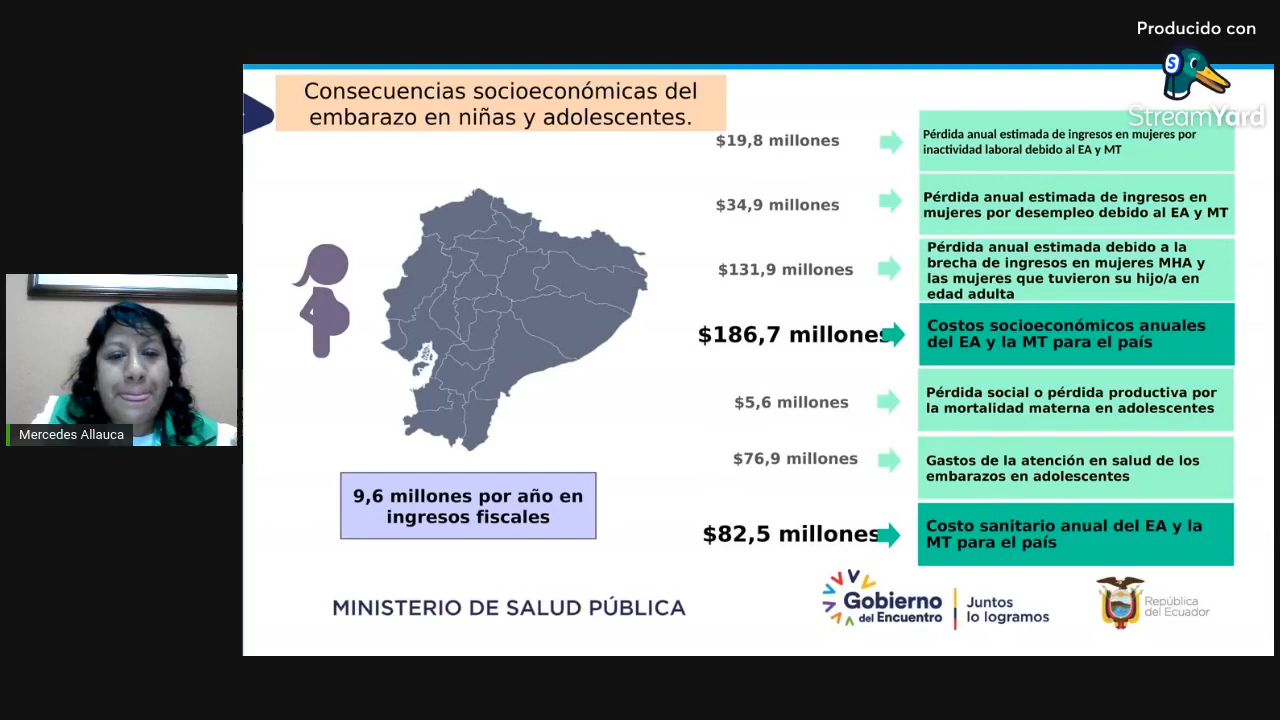 Producido con
StreamYard
Consecuencias socioeconómicas del
embarazo en niñas y adolescentes.
$19,8 millones
Pérdida anual estimada de ingresos en mujeres por
inactividad laboral debido al EA y MT
$34,9 millones
Pérdida anual estimada de ingresos en
mujeres por desempleo debido al EA y MT
$131,9 millones
Pérdida anual estimada debido a la
brecha de ingresos en mujeres MHA y
las mujeres que tuvieron su hijo/a en
edad adulta
$186,7 millones
Costos socioeconómicos anuales
del EA y la MT para el país
$5,6 millones
Pérdida social o pérdida productiva por
la mortalidad materna en adolescentes
$76,9 millones
Gastos de la atención en salud de los
embarazos en adolescentes
$82,5 millones
Costo sanitario anual del EA y la
MT para el país
9,6 millones por año en
ingresos fiscales
Mercedes Allauca
MINISTERIO DE SALUD PÚBLICA
Gobierno
del Encuentro
Juntos
lo logramos
República
del Ecuador